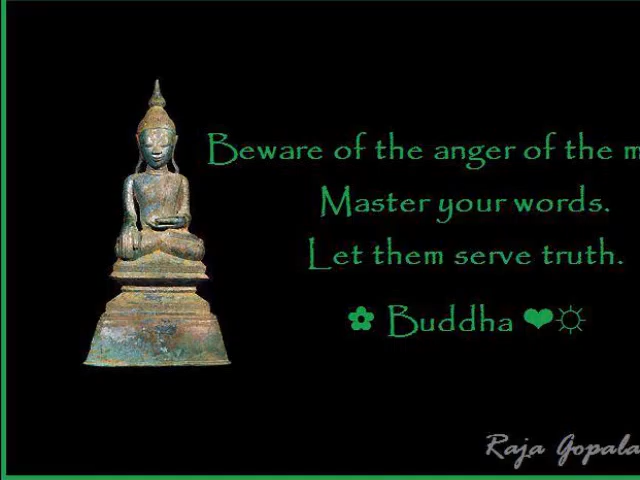 Beware of the anger of the m
Master your words.
Let them serve truth.
✿ Buddha ❤☼
Raja Gopala